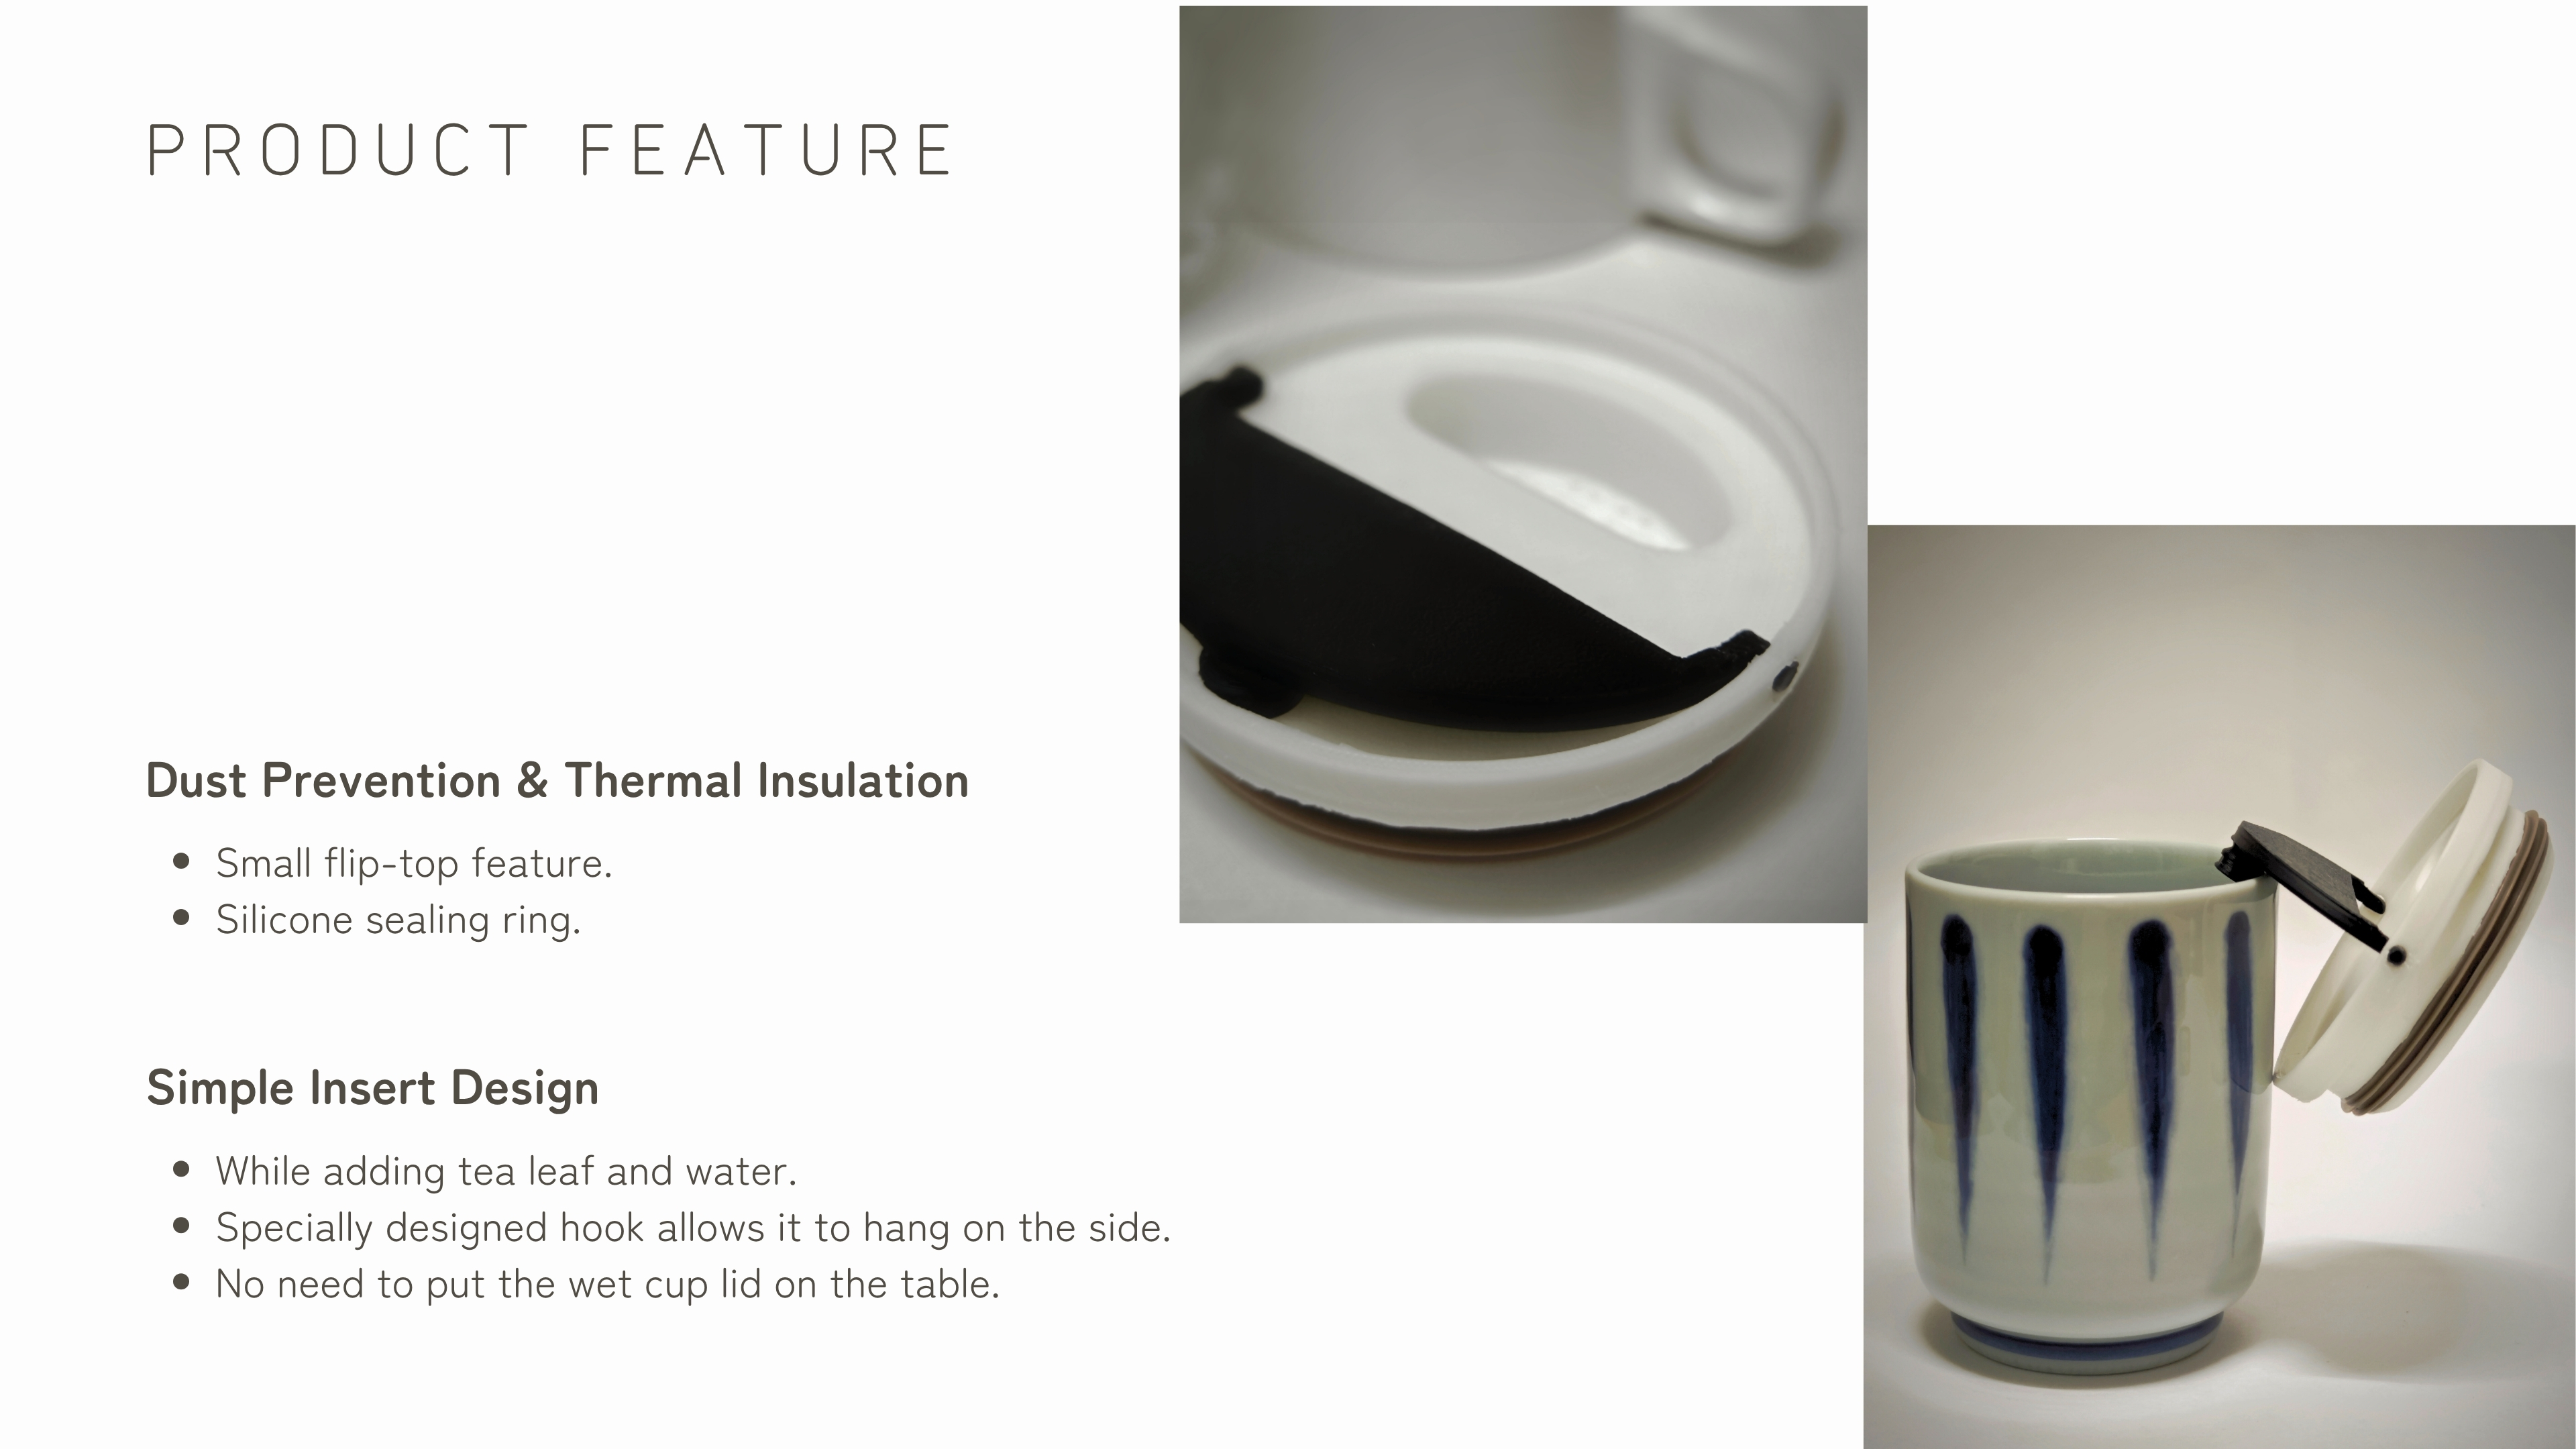 PRODUCT FEATURE
Dust Prevention & Thermal Insulation
• Small flip-top feature.
• Silicone sealing ring.
Simple Insert Design
• While adding tea leaf and water.
• Specially designed hook allows it to hang on the side.
• No need to put the wet cup lid on the table.